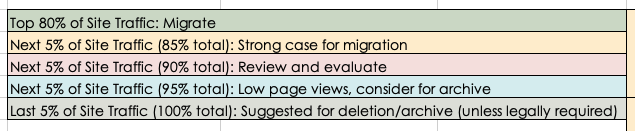 Top 80% of Site Traffic: Migrate
Next 5% of Site Traffic (85% total): Strong case for migration
Next 5% of Site Traffic (90% total): Review and evaluate
Next 5% of Site Traffic (95% total): Low page views, consider for archive
Last 5% of Site Traffic (100% total): Suggested for deletion/archive (unless legally required)